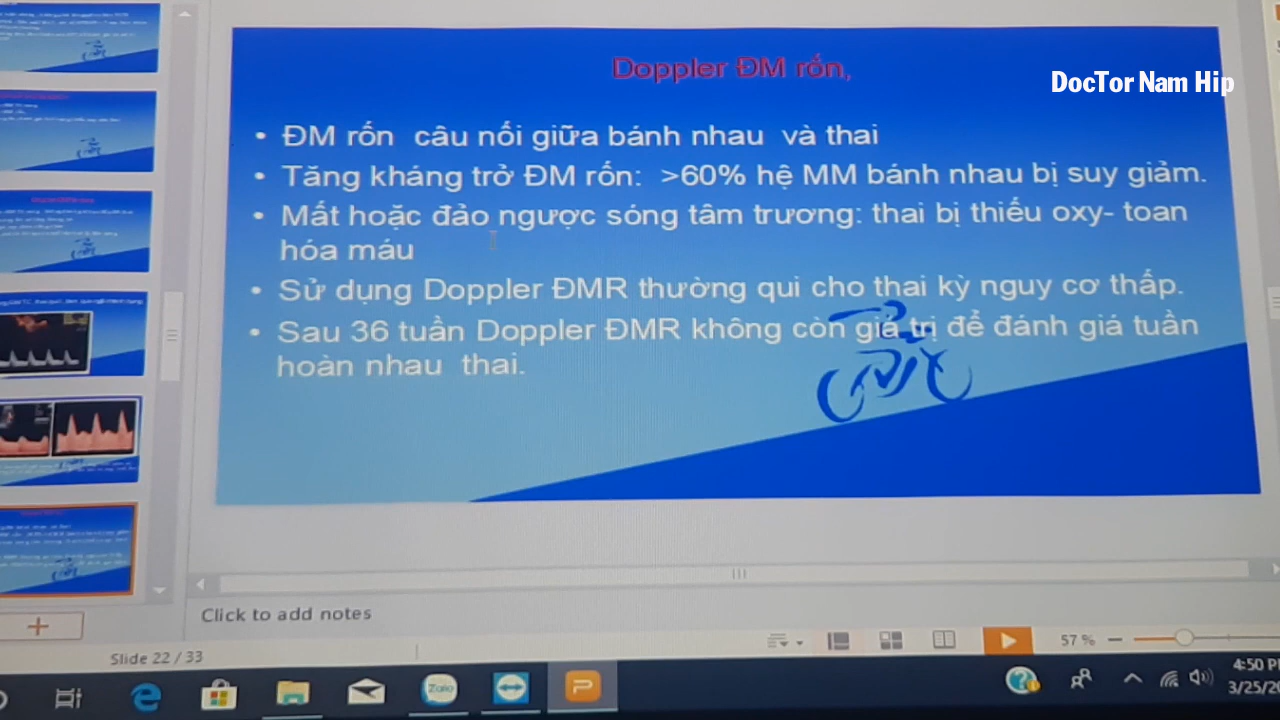 Doppler ĐM rốn,
DocTor Nam Hip
• ĐM rốn câu nối giữa bánh nhau và thai
• Tăng kháng trở ĐM rốn: >60% hệ MM bánh nhau bị suy giảm.
• Mất hoặc đảo ngược sóng tâm trương: thai bị thiếu oxy- toan
hóa máu
• Sử dụng Doppler ĐMR thường qui cho thai kỳ nguy cơ thấp.
• Sau 36 tuần Doppler ĐMR không còn giá trị để đánh giá tuần
hoàn nhau thai.
Click to add notes
Slide 22 / 33
57 %
Zalo
4:50 P
3/25/20